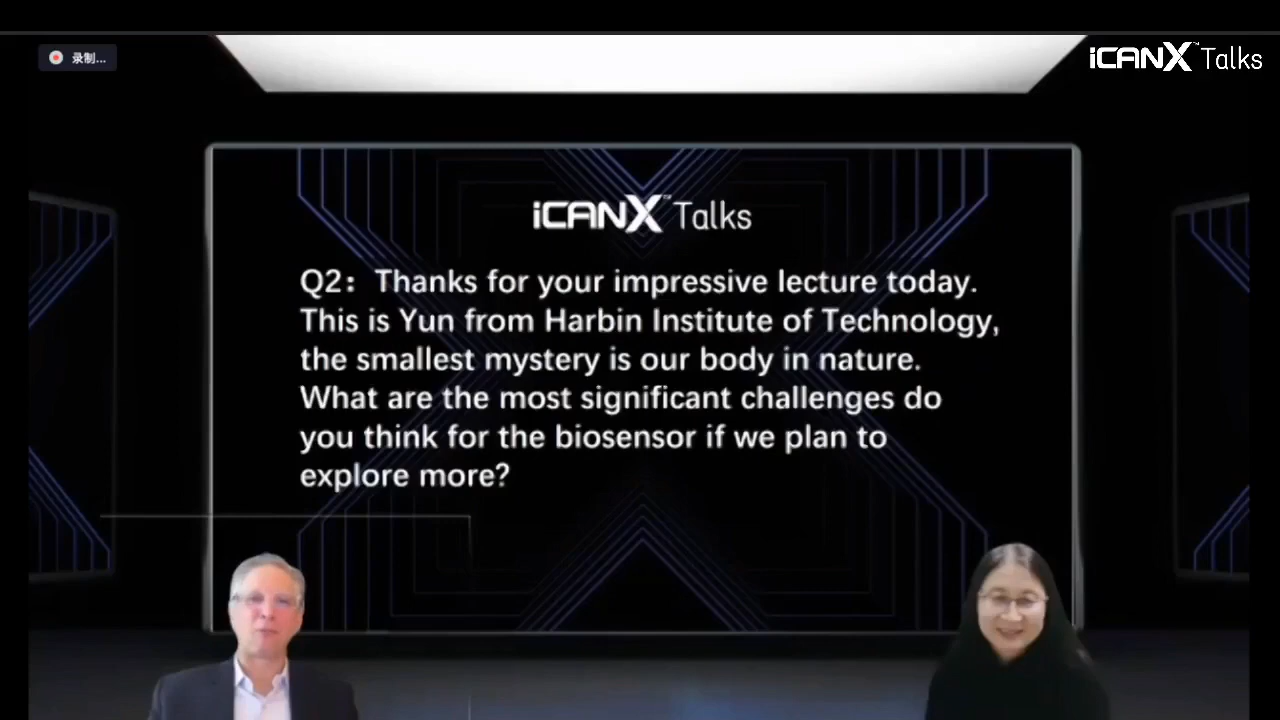 录制...
iCANX™ Talks
iCANX™ Talks
Q2： Thanks for your impressive lecture today.
This is Yun from Harbin Institute of Technology,
the smallest mystery is our body in nature.
What are the most significant challenges do
you think for the biosensor if we plan to
explore more?